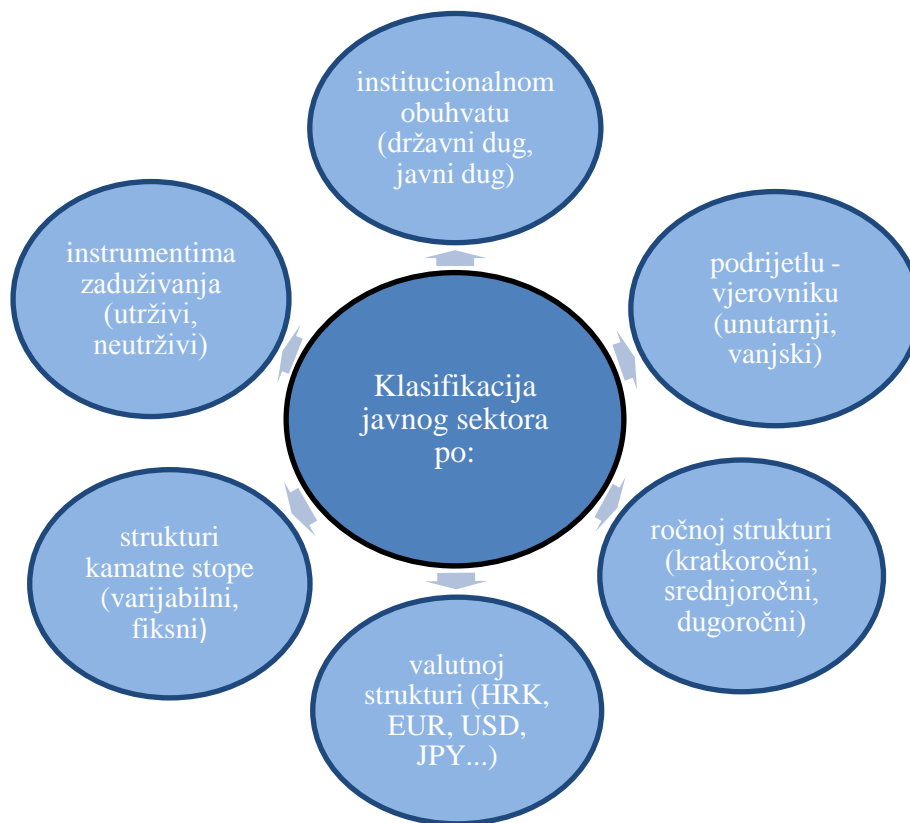 institucionalnom
obuhvatu
(državni dug,
javni dug)
podrijetlu -
vjerovniku
(unutarnji,
vanjski)
ročnoj strukturi
(kratkoročni,
srednjoročni,
dugoročni)
valutnoj
strukturi (HRK,
EUR, USD,
JPY...)
strukturi
kamatne stope
(varijabilni,
fiksni)
instrumentima
zaduživanja
(utrživi,
neutrživi)
Klasifikacija
javnog sektora
po: